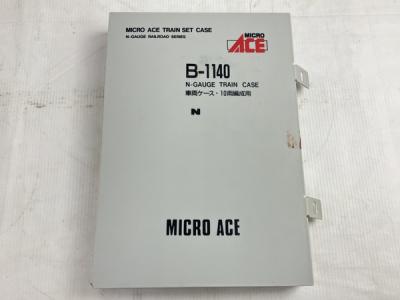 MICRO ACE TRAIN SET CASE
N-GAUGE RAILROAD SERIES
MICRO
ACE
B-1140
N-GAUGE TRAIN CASE
車両ケース・10両編成用
N
MICRO ACE